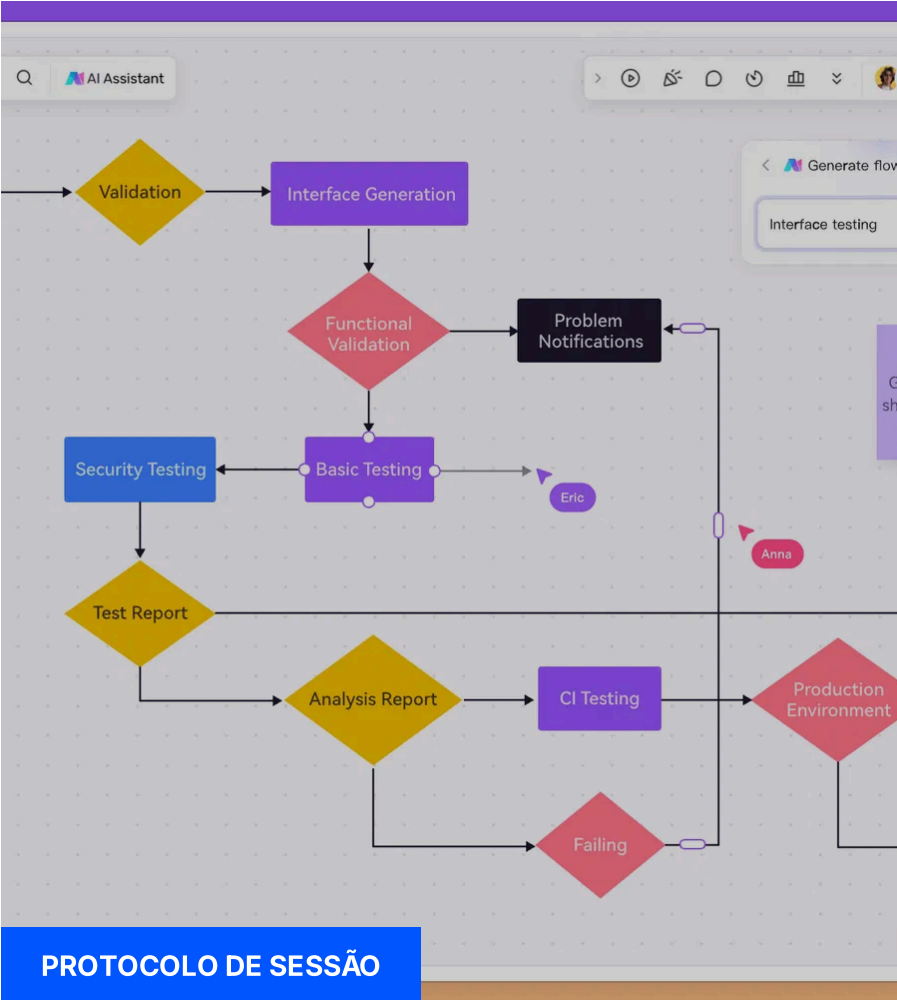 AI Assistant
Generate flow
Interface testing
Validation
Interface Generation
Functional
Validation
Problem
Notifications
Security Testing
Basic Testing
Eric
Anna
Test Report
Analysis Report
CI Testing
Production
Environment
Failing
PROTOCOLO DE SESSÃO